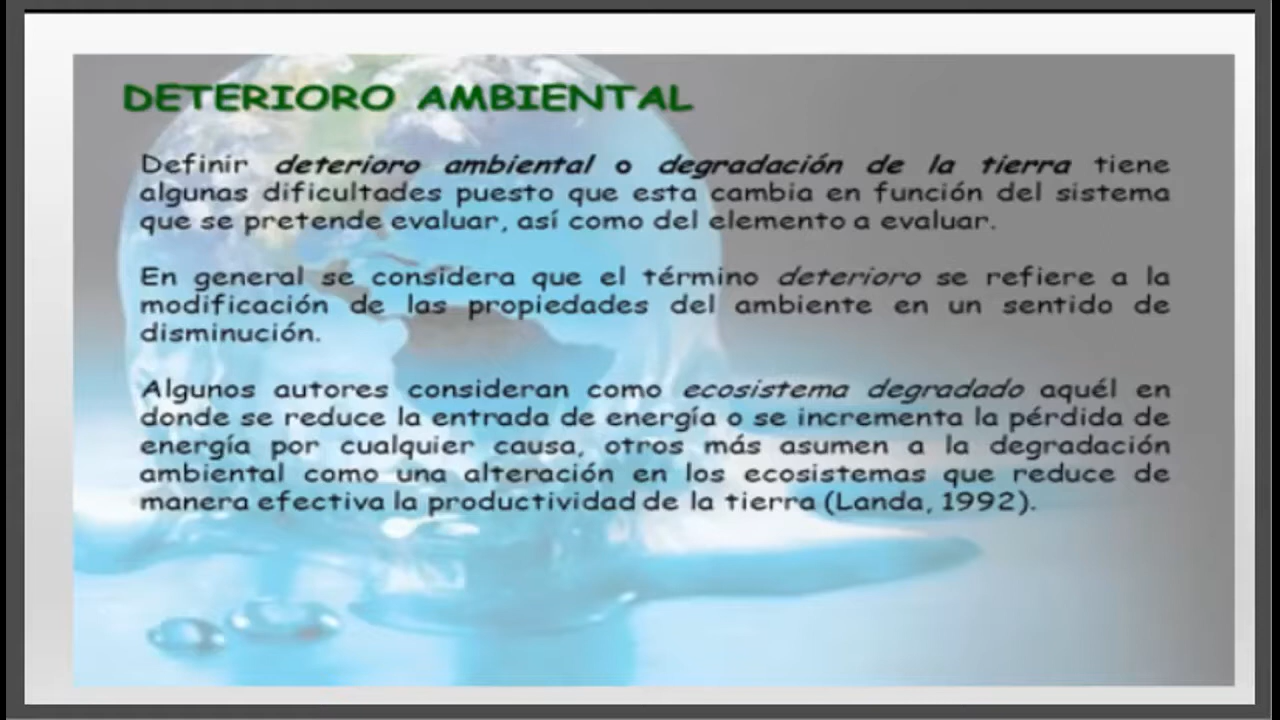 DETERIORO AMBIENTAL
Definir deterioro ambiental o degradación de la tierra tiene
algunas dificultades puesto que esta cambia en función del sistema
que se pretende evaluar, así como del elemento a evaluar.
En general se considera que el término deterioro se refiere a la
modificación de las propiedades del ambiente en un sentido de
disminución.
Algunos autores consideran como ecosistema degradado aquél en
donde se reduce la entrada de energía o se incrementa la pérdida de
energía por cualquier causa, otros más asumen a la degradación
ambiental como una alteración en los ecosistemas que reduce de
manera efectiva la productividad de la tierra (Landa, 1992).